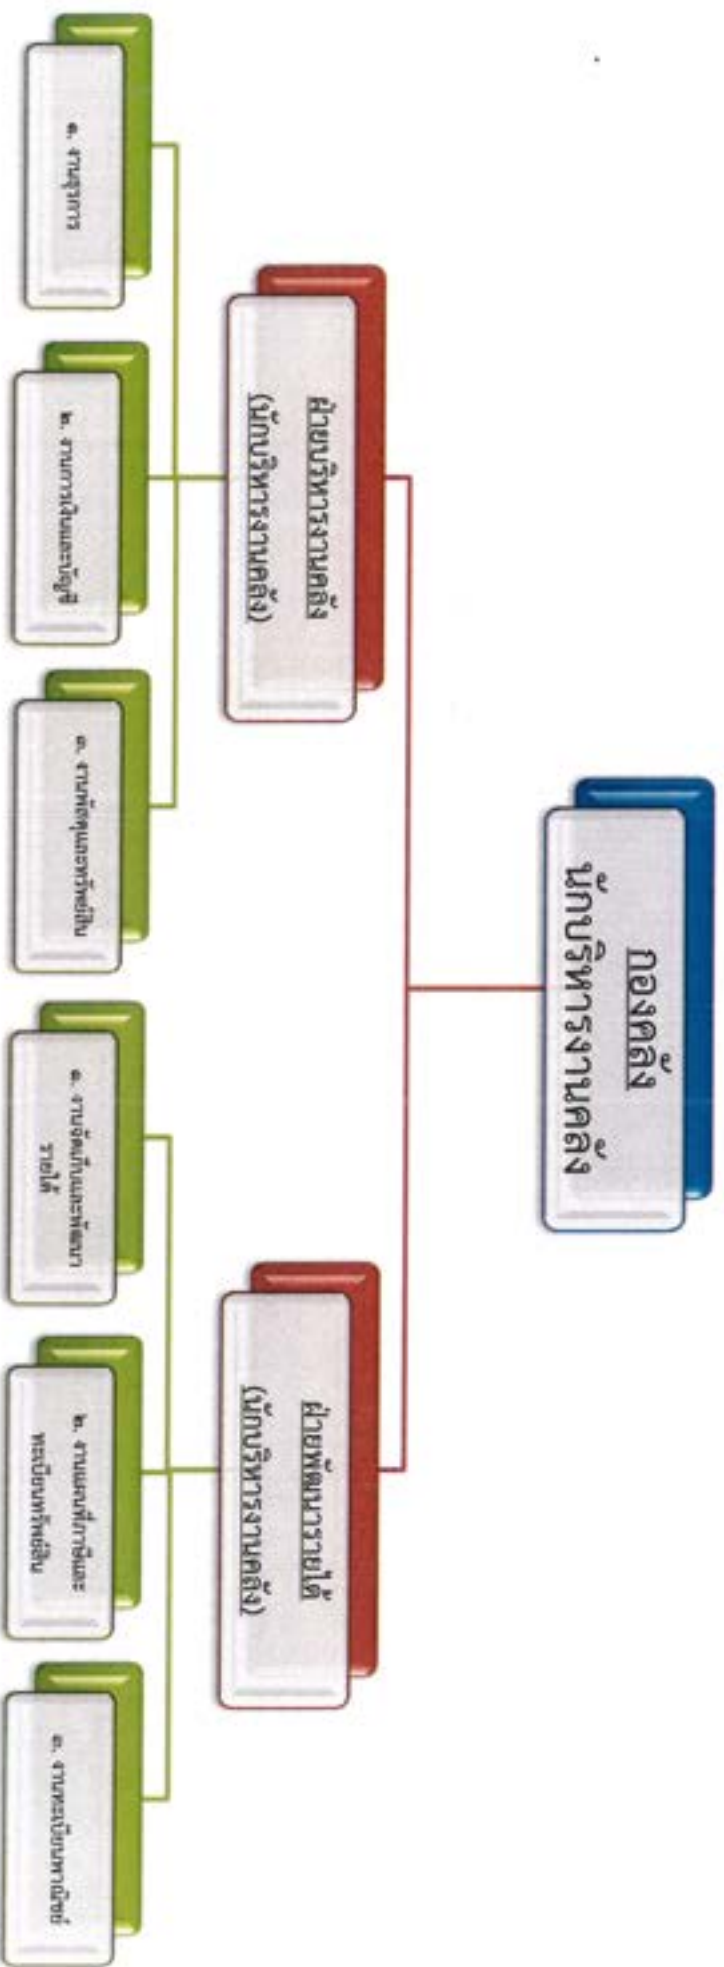 กองคลัง
นักบริหารงานคลัง
ฝ่ายบริหารงานคลัง
(นักบริหารงานคลัง)
ฝ่ายพัฒนารายได้
(นักบริหารงานคลัง)
๑. งานธุรการ
๒. งานการเงินและบัญชี
๓. งานพัสดุและทรัพย์สิน
๑. งานจัดเก็บและพัฒนา
รายได้
๒. งานแผนที่ภาษีและ
ทะเบียนทรัพย์สิน
๓. งานทะเบียนพาณิชย์